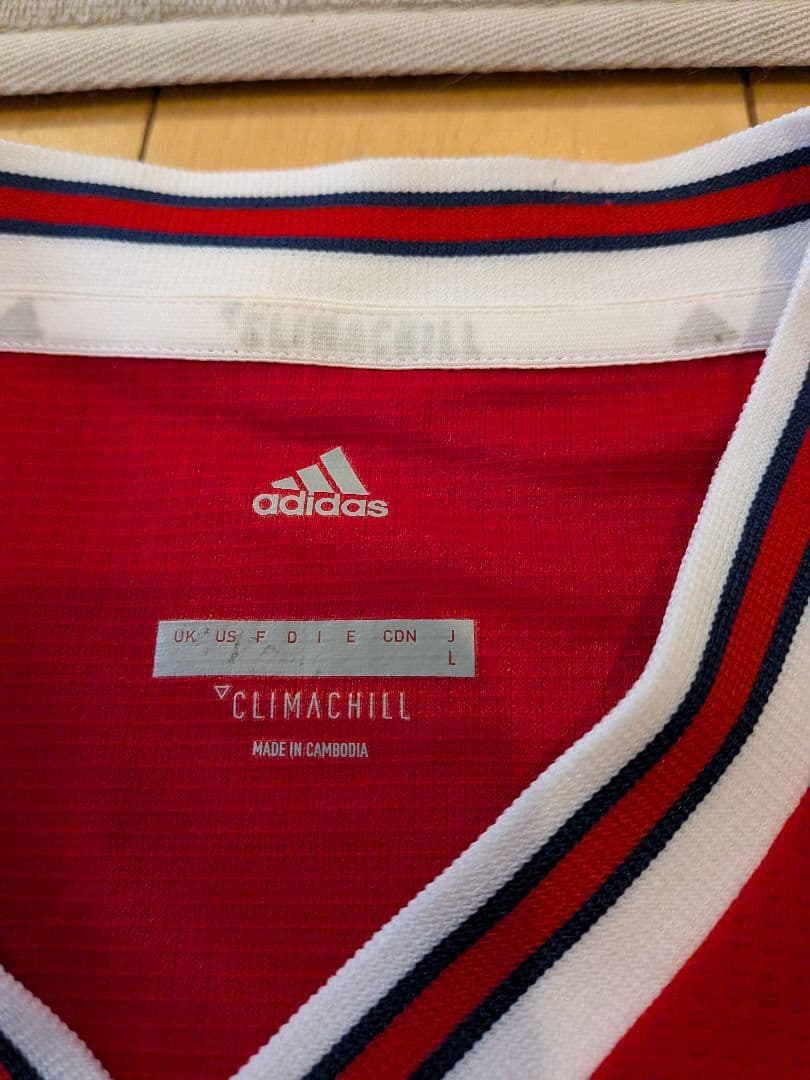 CLIMACHILL
adidas
UK US F D I E CDN J
L
CLIMACHILL
MADE IN CAMBODIA